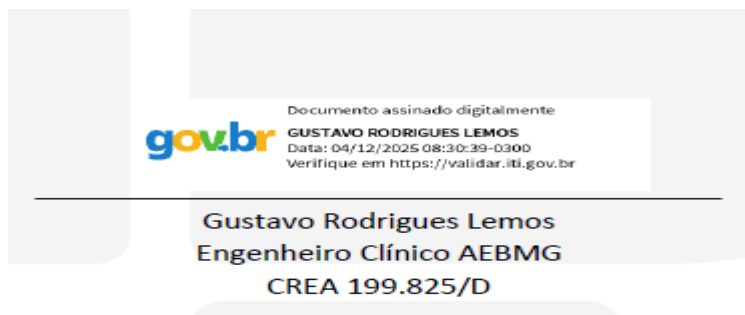 Documento assinado digitalmente
gov.br
GUSTAVO RODRIGUES LEMOS
Data: 04/12/2025 08:30:39-0300
Verifique em https://validar.iti.gov.br
Gustavo Rodrigues Lemos
Engenheiro Clínico AEBMG
CREA 199.825/D